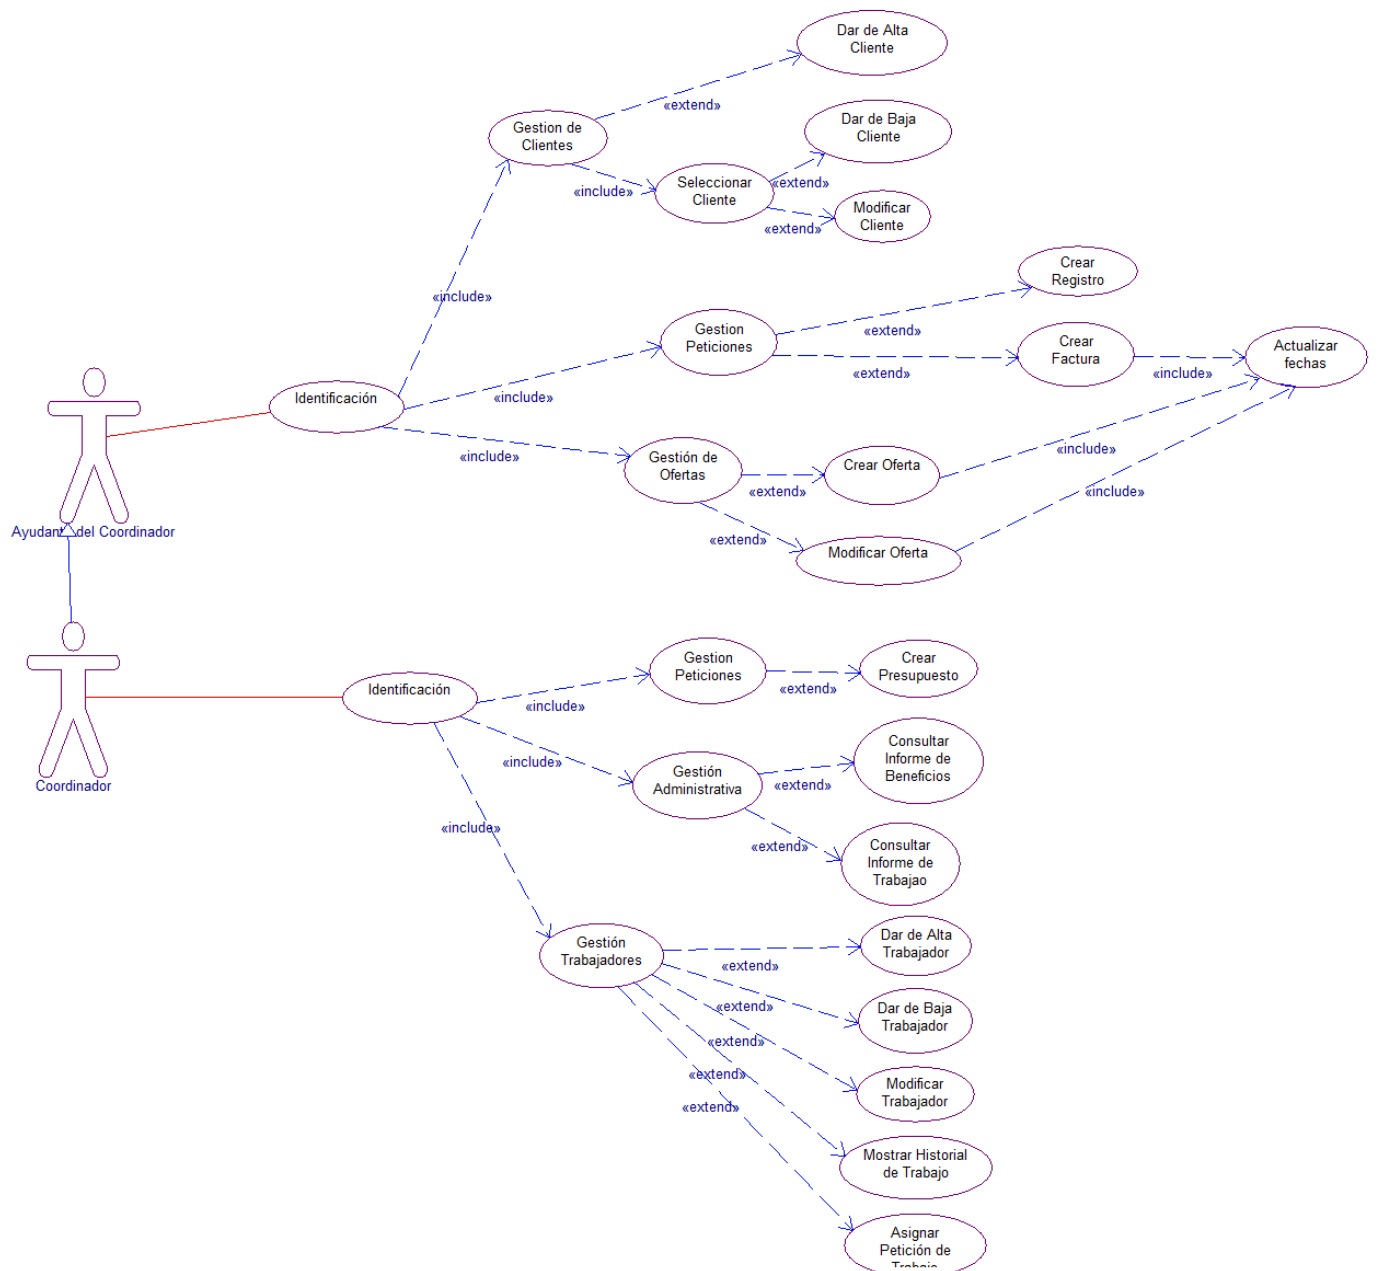 Dar de Alta
Cliente
«extend»
Gestion de
Clientes
Dar de Baja
Cliente
«include»
Seleccionar
Cliente
«extend»
Modificar
Cliente
«extend»
«include»
Crear
Registro
«extend»
Gestion
Peticiones
Crear
Factura
«extend»
«include»
Actualizar
fechas
Identificación
«include»
«include»
Gestión de
Ofertas
«extend»
Crear Oferta
«include»
«extend»
Modificar Oferta
«include»
Ayudante del Coordinador
Gestion
Peticiones
«extend»
Crear
Presupuesto
Identificación
«include»
Coordinador
«include»
Gestión
Administrativa
«extend»
Consultar
Informe de
Beneficios
«extend»
Consultar
Informe de
Trabajao
«include»
Gestión
Trabajadores
«extend»
Dar de Alta
Trabajador
«extend»
Dar de Baja
Trabajador
«extend»
Modificar
Trabajador
«extend»
Mostrar Historial
de Trabajo
«extend»
Asignar
Petición de
Trabajo